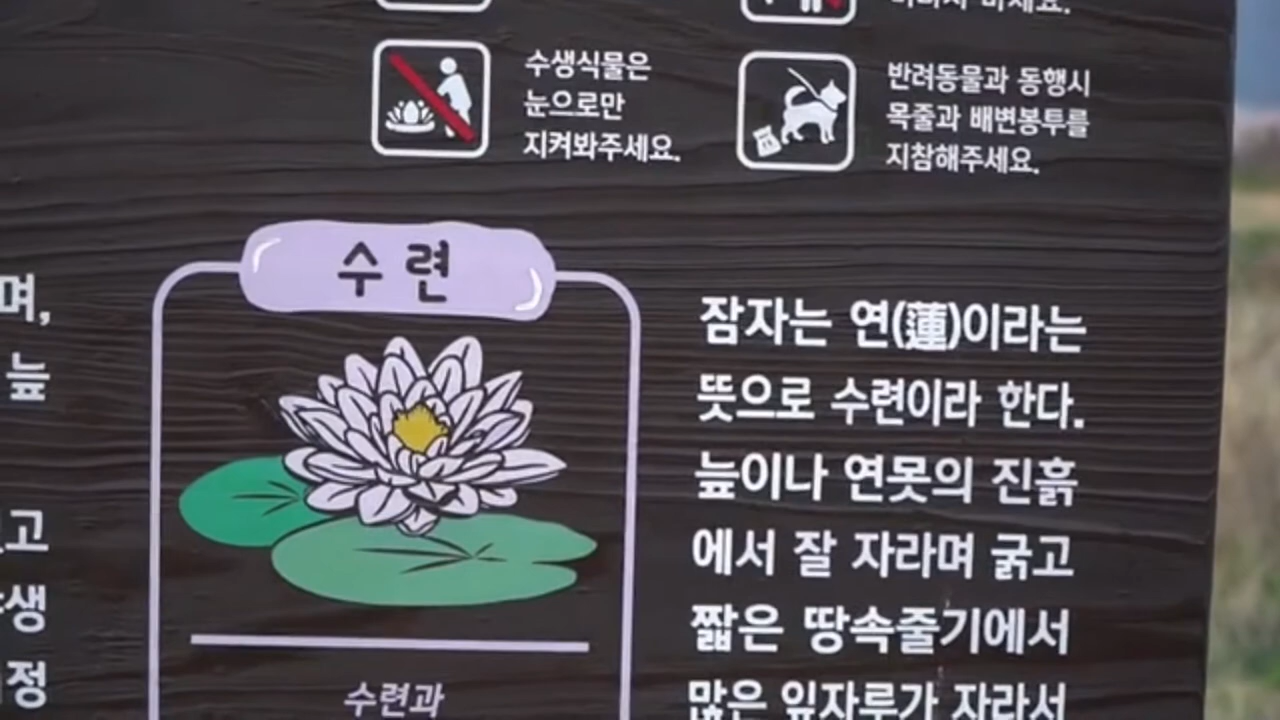 수생식물은
눈으로만
지켜봐주세요.
반려동물과 동행시
목줄과 배변봉투를
지참해주세요.
며,
늪
고
생
정
수련
수련과
잠자는 연(蓮)이라는
뜻으로 수련이라 한다.
늪이나 연못의 진흙
에서 잘 자라며 굵고
짧은 땅속줄기에서
많은 잎자루가 자라서